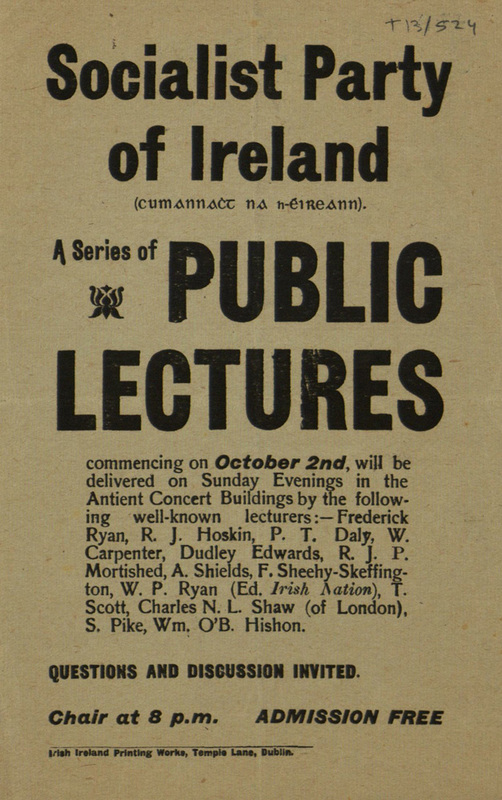 T 13/524
Socialist Party
of Ireland
(cumannaċt na h-éireann).
A Series of
PUBLIC
LECTURES
commencing on October 2nd, will be
delivered on Sunday Evenings in the
Antient Concert Buildings by the follow-
ing well-known lecturers:—Frederick
Ryan, R. J. Hoskin, P. T. Daly, W.
Carpenter, Dudley Edwards, R. J. P.
Mortished, A. Shields, F. Sheehy-Skeffing-
ton, W. P. Ryan (Ed. Irish Nation), T.
Scott, Charles N. L. Shaw (of London),
S. Pike, Wm. O'B. Hishon.
QUESTIONS AND DISCUSSION INVITED.
Chair at 8 p.m. ADMISSION FREE
Irish Ireland Printing Works, Temple Lane, Dublin.